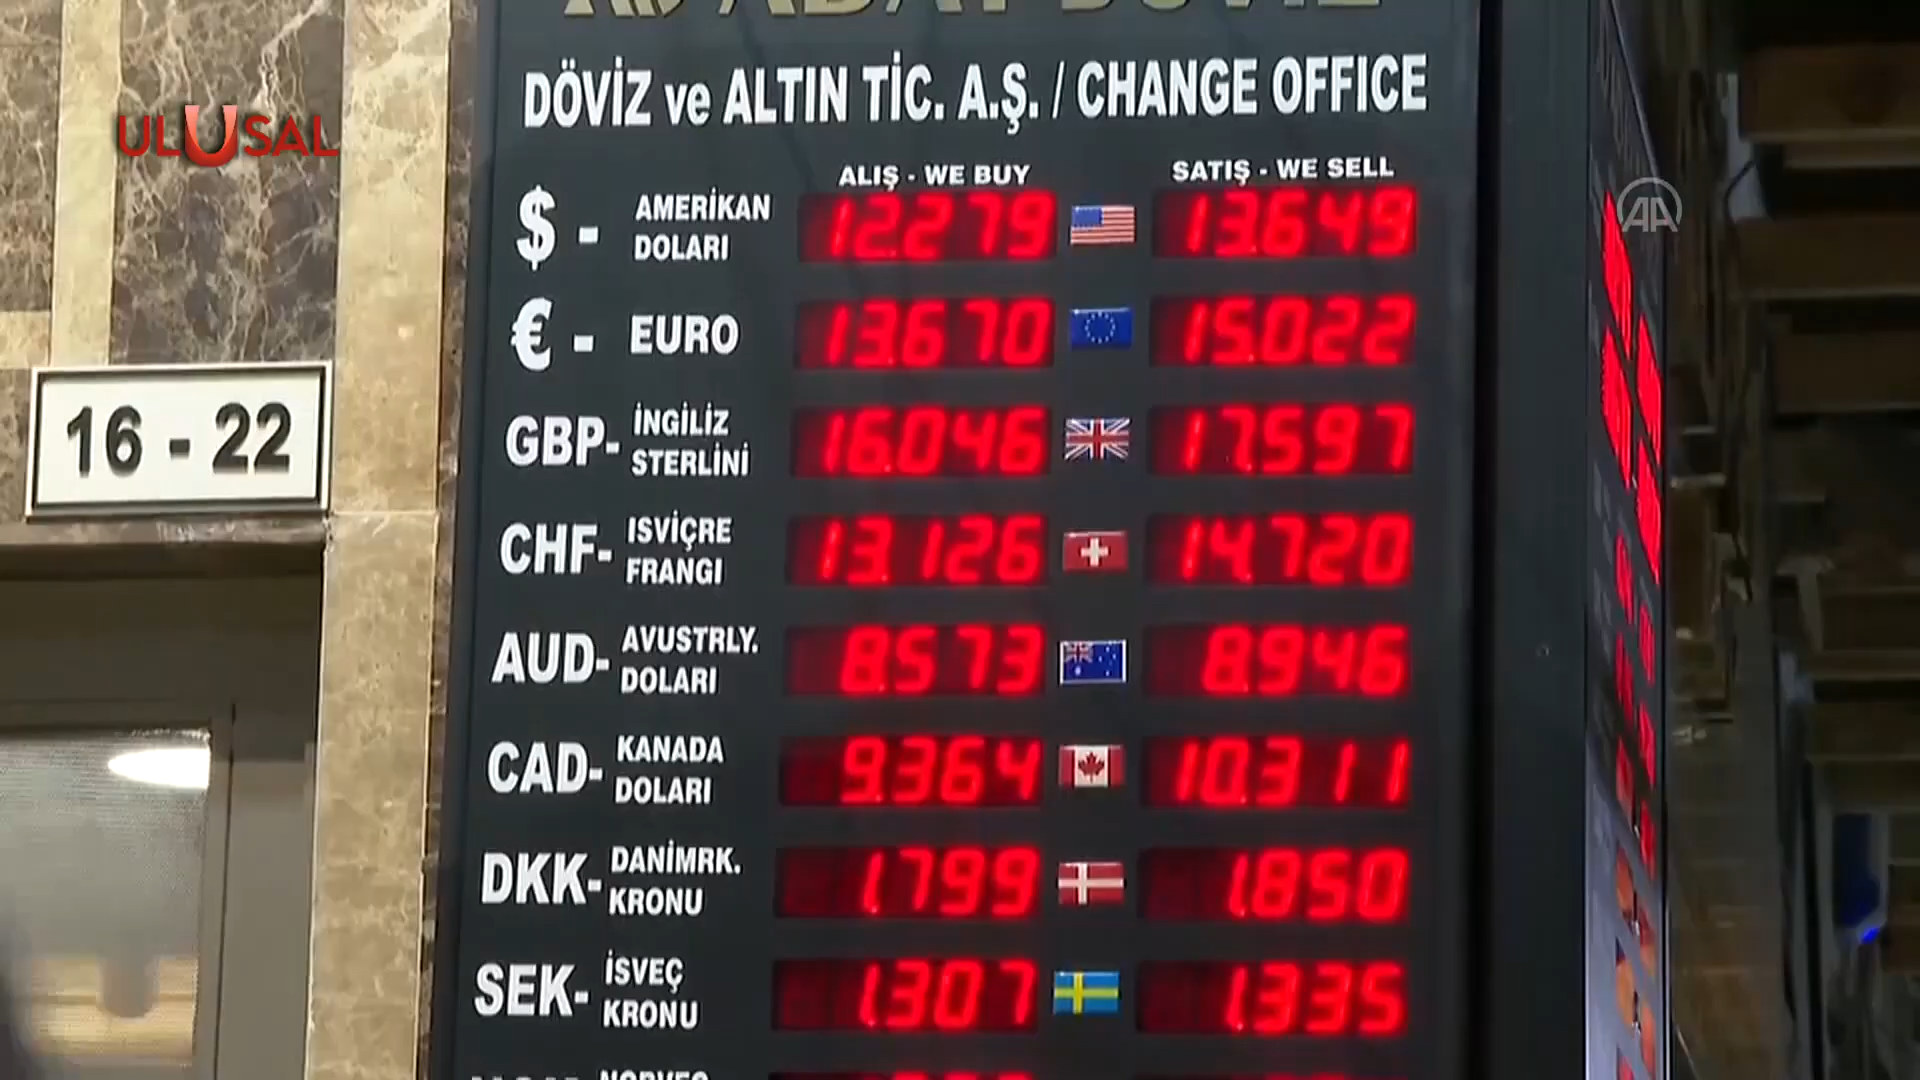 DÖVİZ ve ALTIN TİC. A.Ş. / CHANGE OFFICE
ULUSAL
ALIŞ - WE BUY SATIŞ - WE SELL
AA
$ - AMERİKAN DOLARI 12.279 13.649
€ - EURO 13.670 15.022
16 - 22
GBP- İNGİLİZ STERLİNİ 16.046 17.597
CHF- ISVİÇRE FRANGI 13.126 14.720
AUD- AVUSTRLY. DOLARI 8.573 8.946
CAD- KANADA DOLARI 9.364 10.311
DKK- DANİMRK. KRONU 1.799 1.850
SEK- İSVEÇ KRONU 1.307 1.335